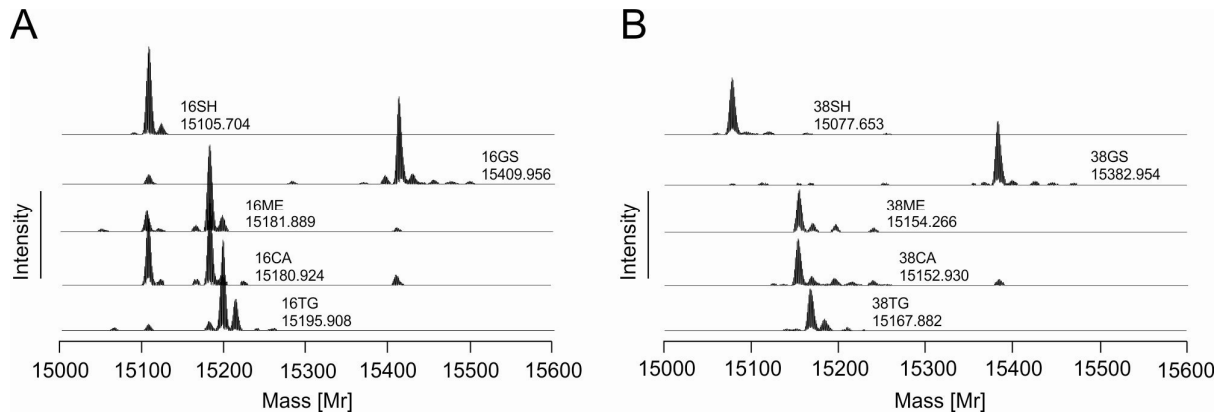 A
16SH
15105.704
16GS
15409.956
16ME
15181.889
16CA
15180.924
16TG
15195.908
Intensity
15000 15100 15200 15300 15400 15500 15600
Mass [Mr]
B
38SH
15077.653
38GS
15382.954
38ME
15154.266
38CA
15152.930
38TG
15167.882
Intensity
15000 15100 15200 15300 15400 15500 15600
Mass [Mr]